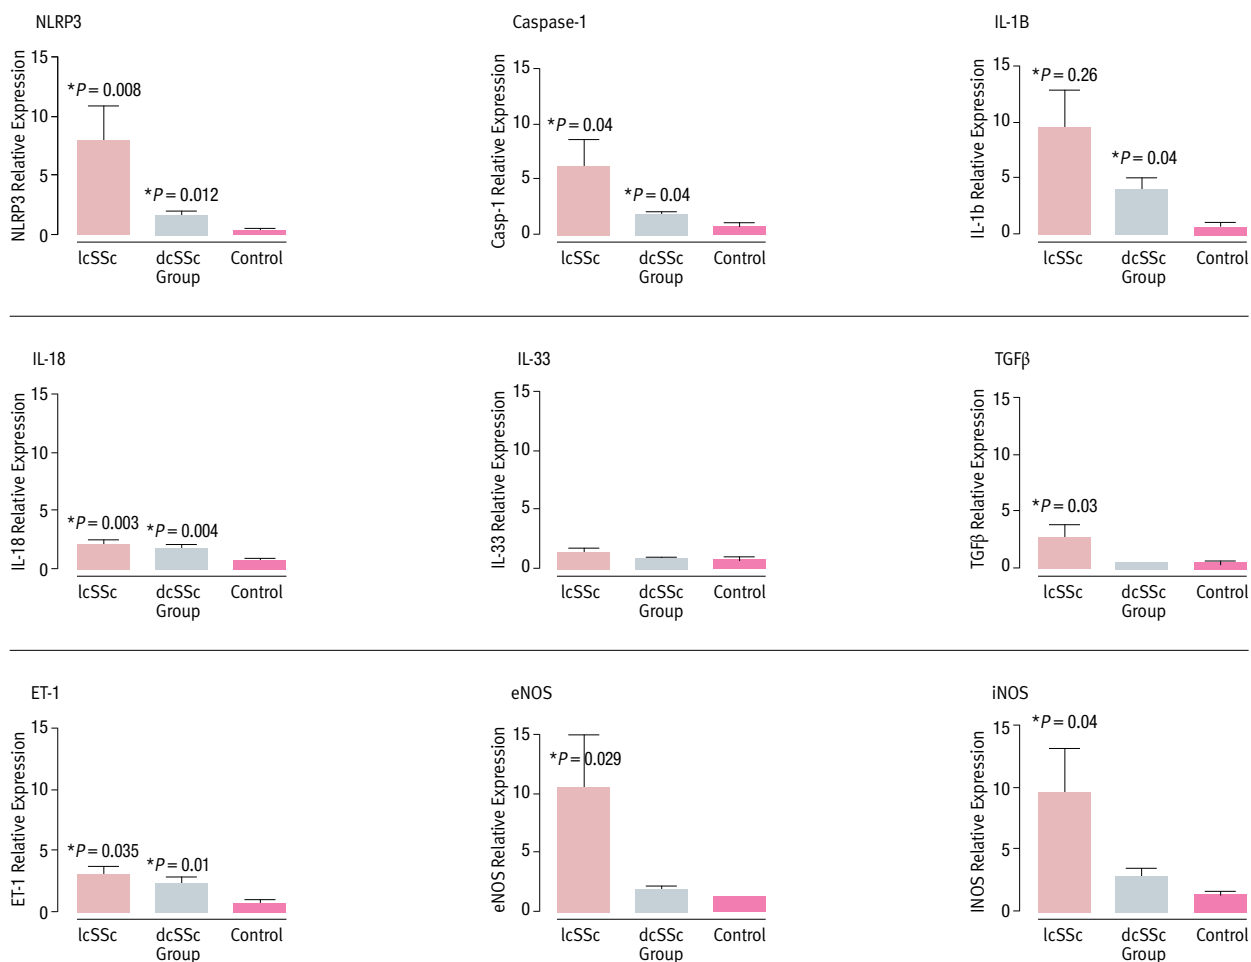 NLRP3
NLRP3 Relative Expression
15
10
5
0
*P = 0.008
*P = 0.012
lcSSc dcSSc Control
Group
Caspase-1
Casp-1 Relative Expression
15
10
5
0
*P = 0.04
*P = 0.04
lcSSc dcSSc Control
Group
IL-1B
IL-1b Relative Expression
15
10
5
0
*P = 0.26
*P = 0.04
lcSSc dcSSc Control
Group
IL-18
IL-18 Relative Expression
15
10
5
0
*P = 0.003
*P = 0.004
lcSSc dcSSc Control
Group
IL-33
IL-33 Relative Expression
15
10
5
0
lcSSc dcSSc Control
Group
TGFβ
TGFβ Relative Expression
15
10
5
0
*P = 0.03
lcSSc dcSSc Control
Group
ET-1
ET-1 Relative Expression
15
10
5
0
*P = 0.035
*P = 0.01
lcSSc dcSSc Control
Group
eNOS
eNOS Relative Expression
15
10
5
0
*P = 0.029
lcSSc dcSSc Control
Group
iNOS
INOS Relative Expression
15
10
5
0
*P = 0.04
lcSSc dcSSc Control
Group